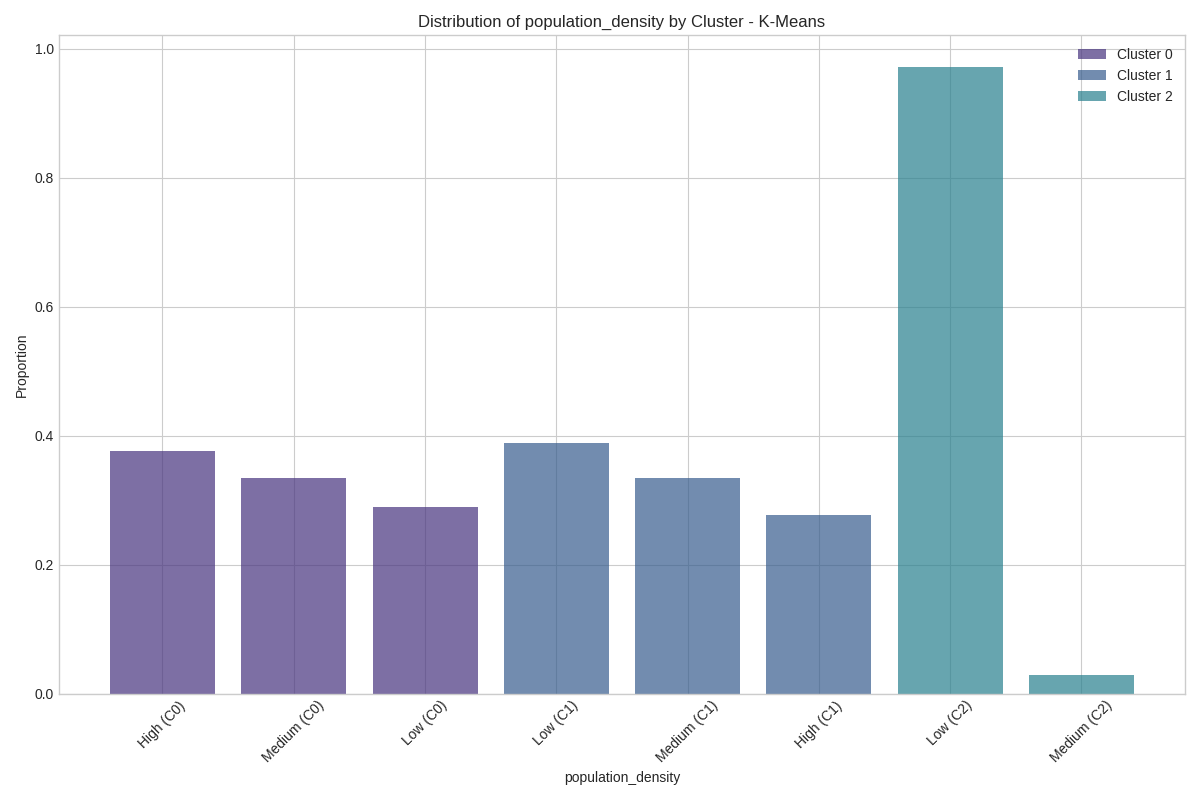 Distribution of population_density by Cluster - K-Means
Cluster 0
Cluster 1
Cluster 2
Proportion
1.0
0.8
0.6
0.4
0.2
0.0
High (C0)
Medium (C0)
Low (C0)
Low (C1)
Medium (C1)
High (C1)
Low (C2)
Medium (C2)
population_density